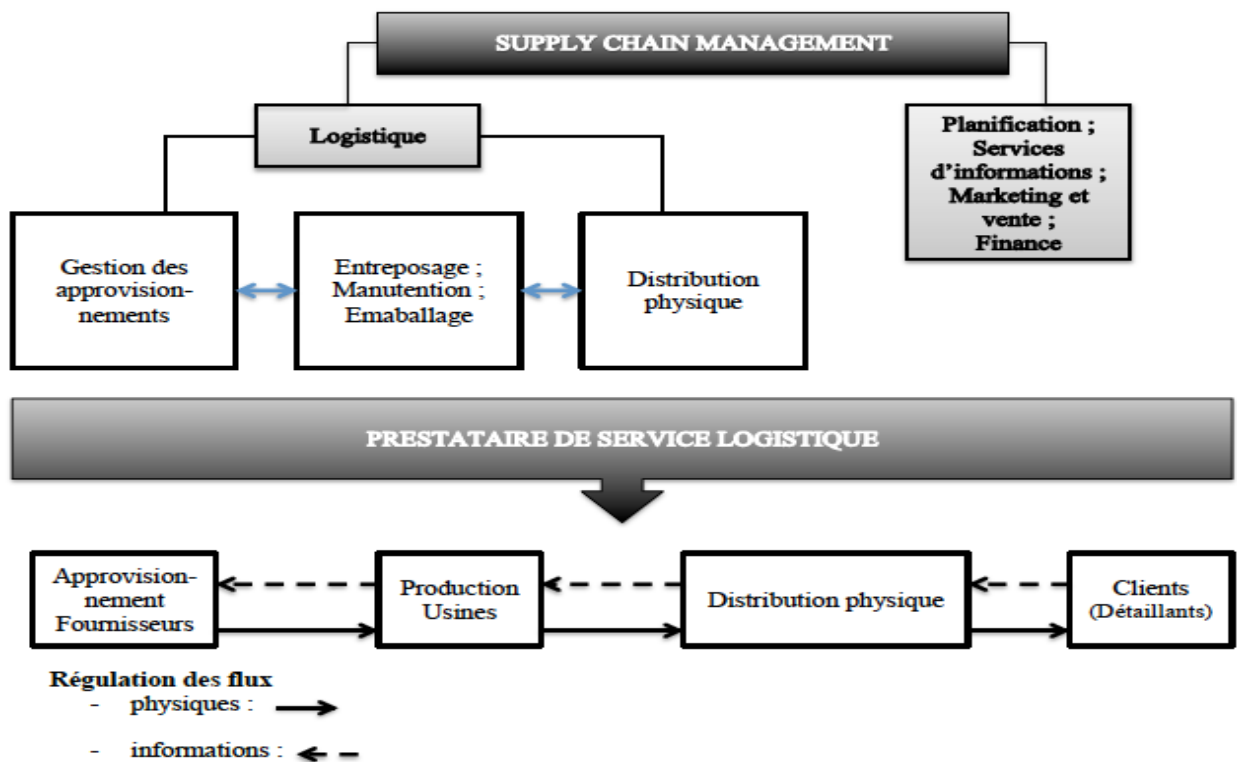 SUPPLY CHAIN MANAGEMENT
Logistique
Planification ;
Services
d'informations ;
Marketing et
vente ;
Finance
Gestion des
approvision-
nements
Entreposage ;
Manutention ;
Emaballage
Distribution
physique
PRESTATAIRE DE SERVICE LOGISTIQUE
Approvision-
nement
Fournisseurs
Production
Usines
Distribution physique
Clients
(Détaillants)
Régulation des flux
- physiques :
- informations :